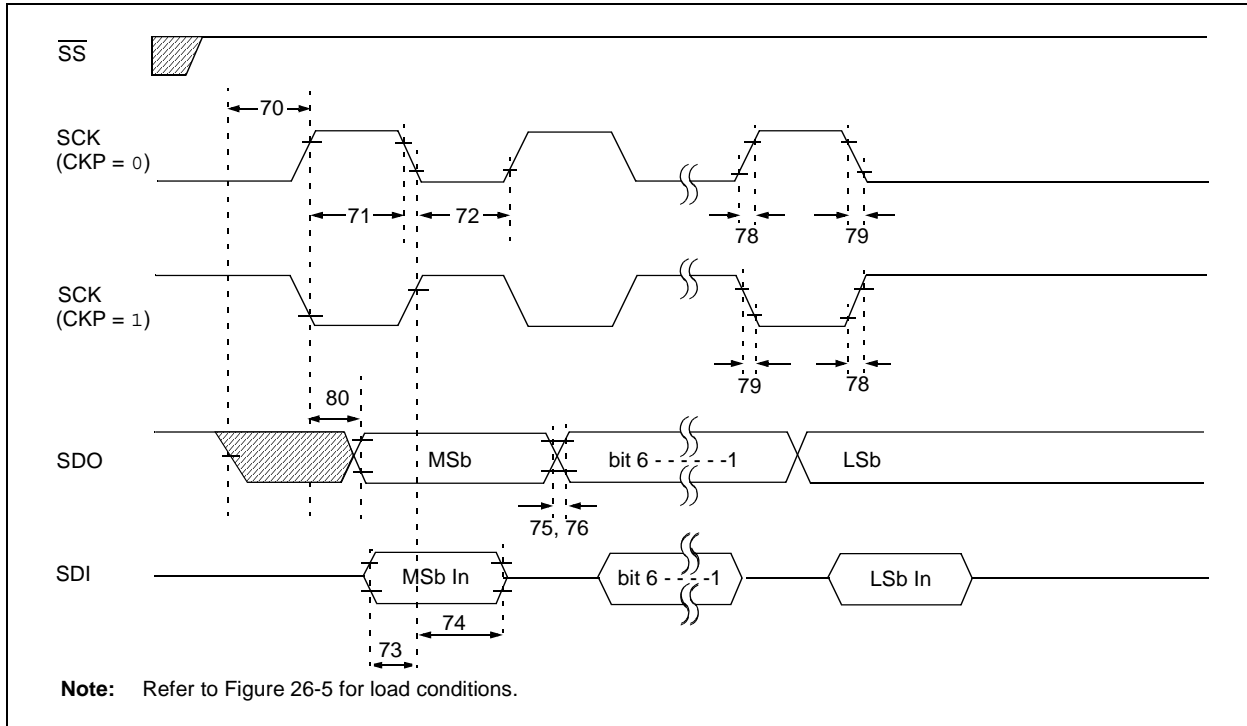 SS
70
SCK
(CKP = 0)
71
72
78
79
SCK
(CKP = 1)
79
78
80
SDO
MSb
bit 6 - - - - - -1
LSb
75, 76
SDI
MSb In
bit 6 - - - - -1
LSb In
74
73
Note: Refer to Figure 26-5 for load conditions.